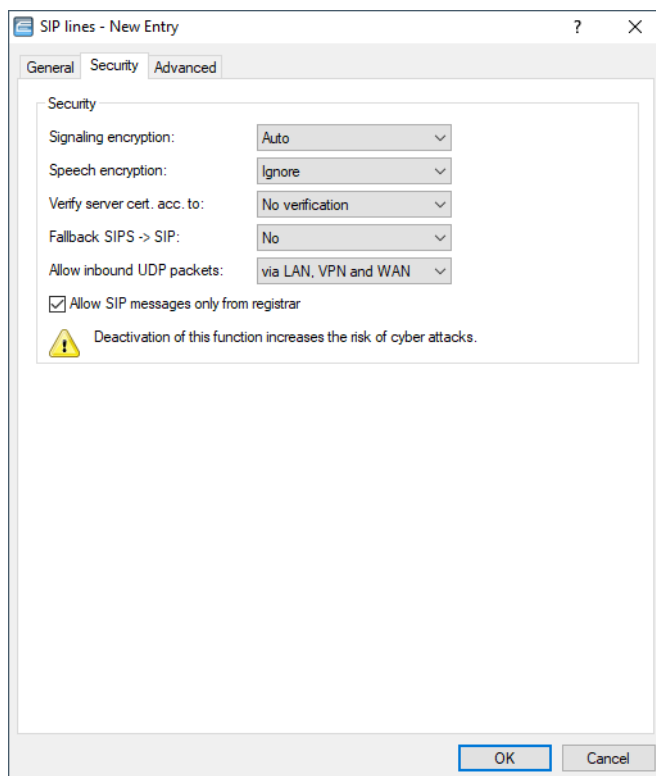 SIP lines - New Entry
General Security Advanced
Security
Signaling encryption: Auto
Speech encryption: Ignore
Verify server cert. acc. to: No verification
Fallback SIPS -> SIP: No
Allow inbound UDP packets: via LAN, VPN and WAN
Allow SIP messages only from registrar
Deactivation of this function increases the risk of cyber attacks.
OK Cancel